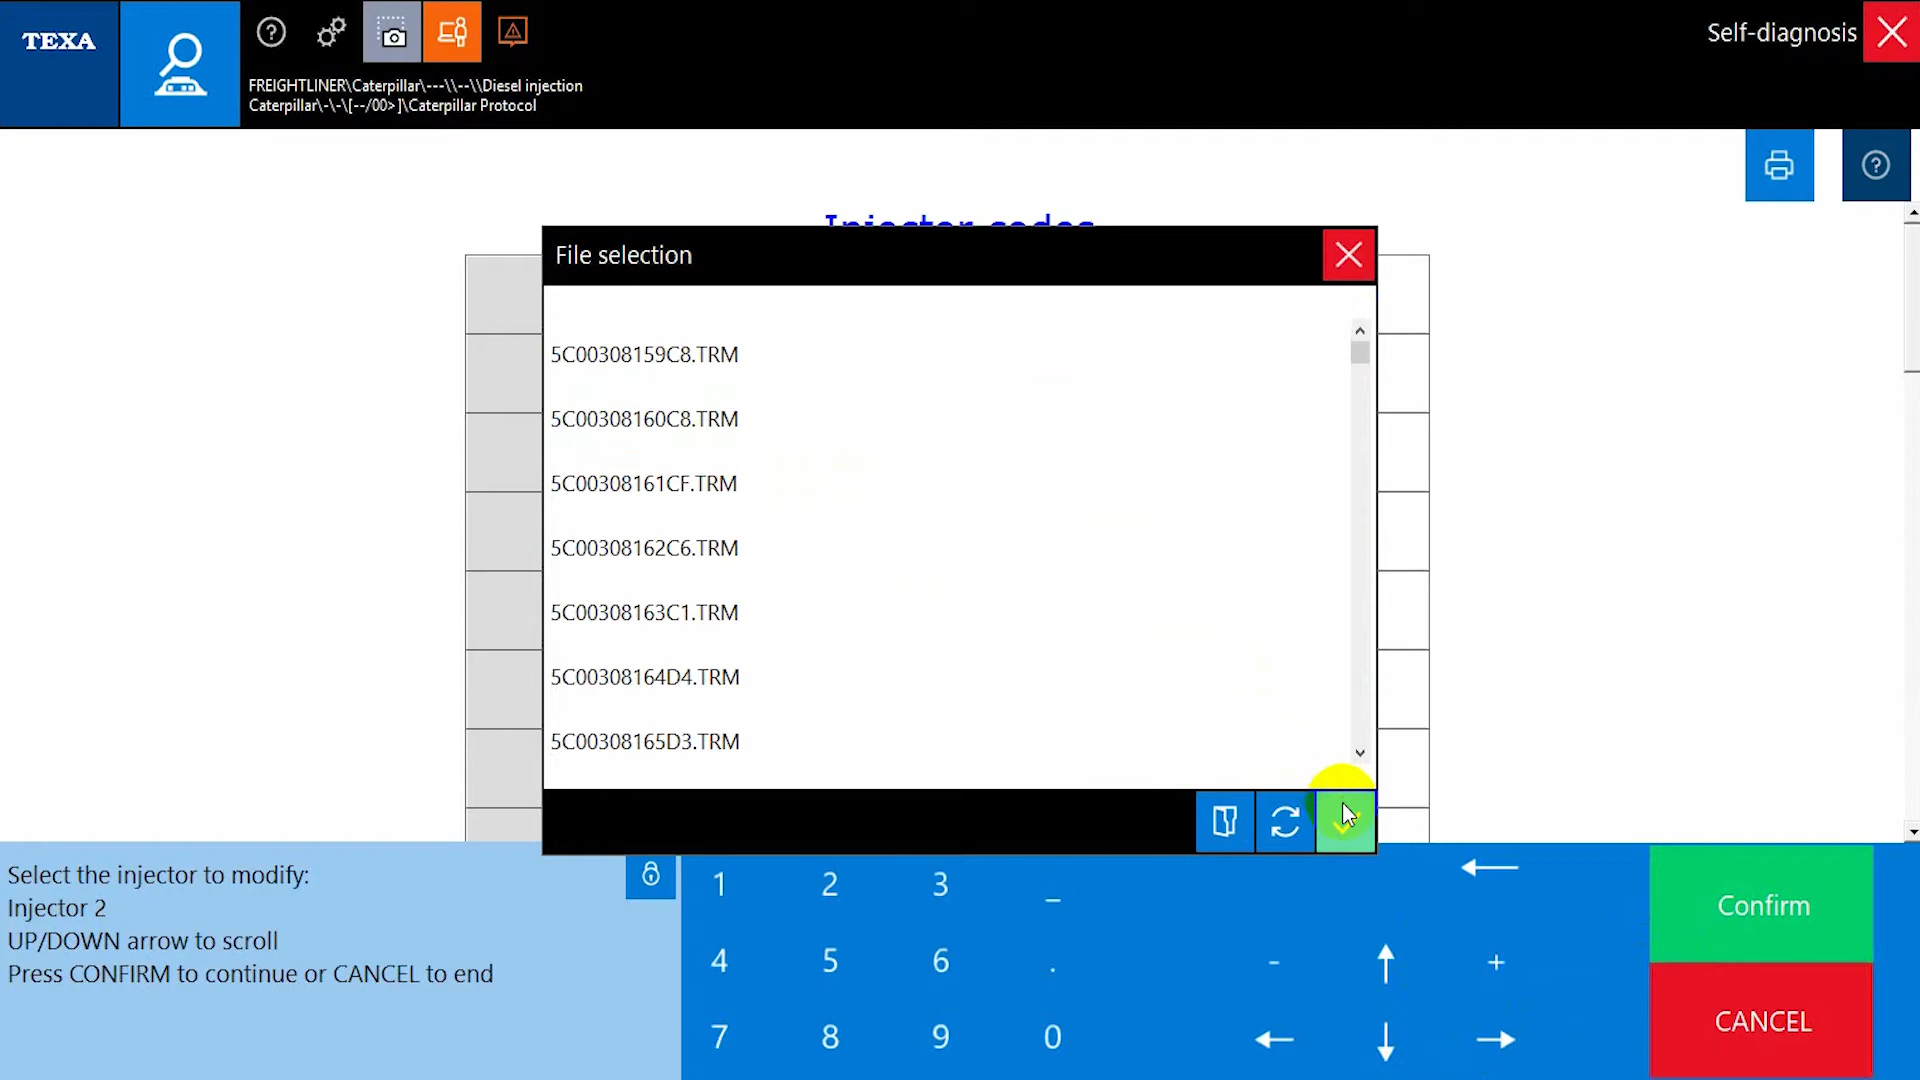 TEXA
FREIGHTLINER\Caterpillar\---\\--\\Diesel injection
Caterpillar\-\-\[--/00>]\Caterpillar Protocol
Self-diagnosis
Injector codes
File selection
5C00308159C8.TRM
5C00308160C8.TRM
5C00308161CF.TRM
5C00308162C6.TRM
5C00308163C1.TRM
5C00308164D4.TRM
5C00308165D3.TRM
Select the injector to modify:
Injector 2
UP/DOWN arrow to scroll
Press CONFIRM to continue or CANCEL to end
1 2 3 _
4 5 6 . - +
7 8 9 0
Confirm
CANCEL